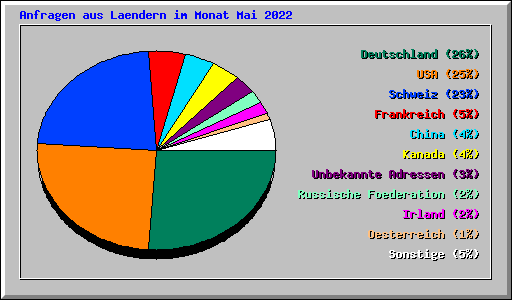 Anfragen aus Laendern im Monat Mai 2022
Deutschland (26%)
USA (25%)
Schweiz (23%)
Frankreich (5%)
China (4%)
Kanada (4%)
Unbekannte Adressen (3%)
Russische Foederation (2%)
Irland (2%)
Oesterreich (1%)
Sonstige (5%)